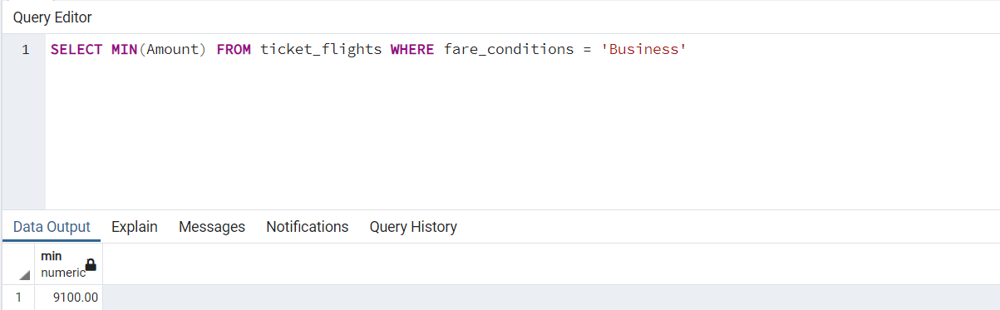 Query Editor
1 SELECT MIN(Amount) FROM ticket_flights WHERE fare_conditions = 'Business'
Data Output Explain Messages Notifications Query History
min
numeric
1 9100.00